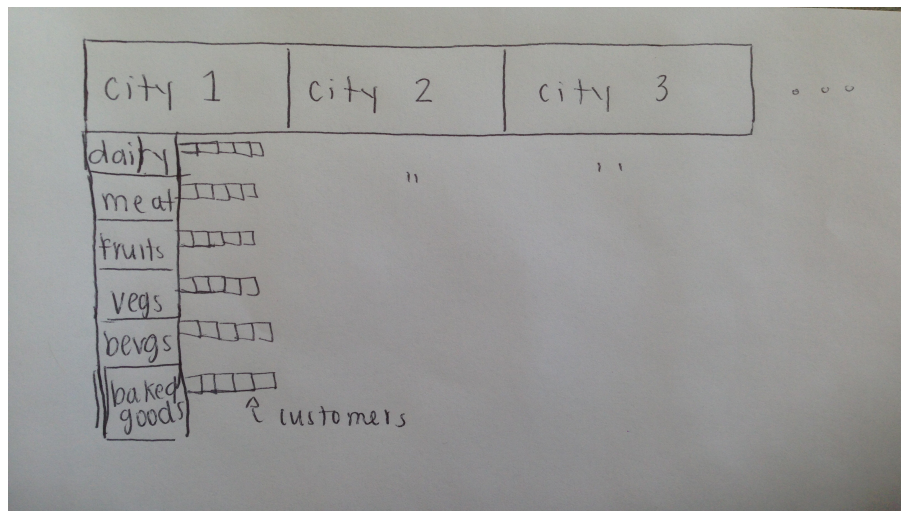 city 1 city 2 city 3 ...
dairy " "
meat
fruits
vegs
bevgs
baked
goods
customers